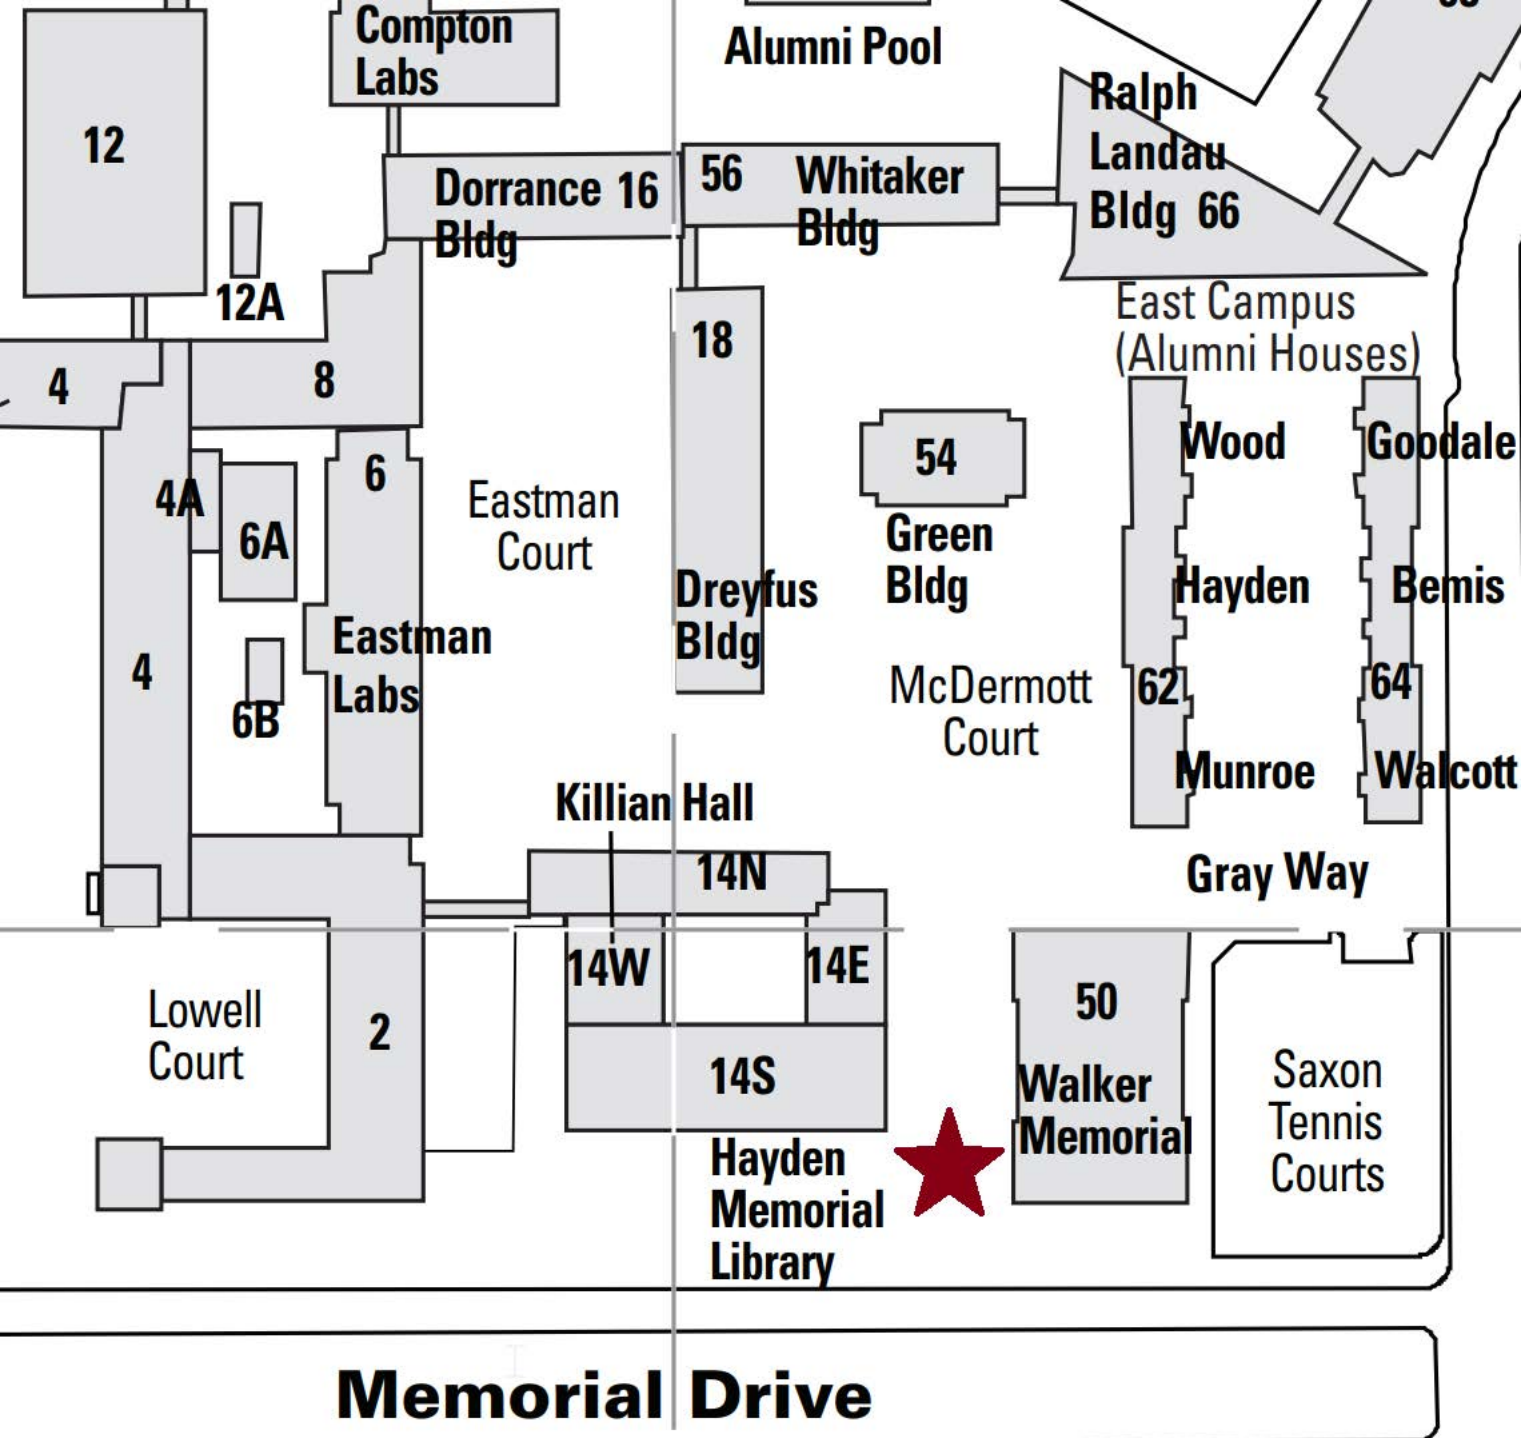 Compton
Labs
Alumni Pool
Ralph
Landau
Bldg 66
12
Dorrance 16
Bldg
56 Whitaker
Bldg
12A
East Campus
(Alumni Houses)
4
8
18
6
4A
6A
Eastman
Court
54
Green
Bldg
Wood
Goodale
Hayden
Bemis
Dreyfus
Bldg
Eastman
Labs
4
6B
McDermott
Court
62
64
Munroe
Walcott
Killian Hall
14N
Gray Way
14W
14E
50
Lowell
Court
2
14S
Walker
Memorial
Saxon
Tennis
Courts
Hayden
Memorial
Library
Memorial Drive